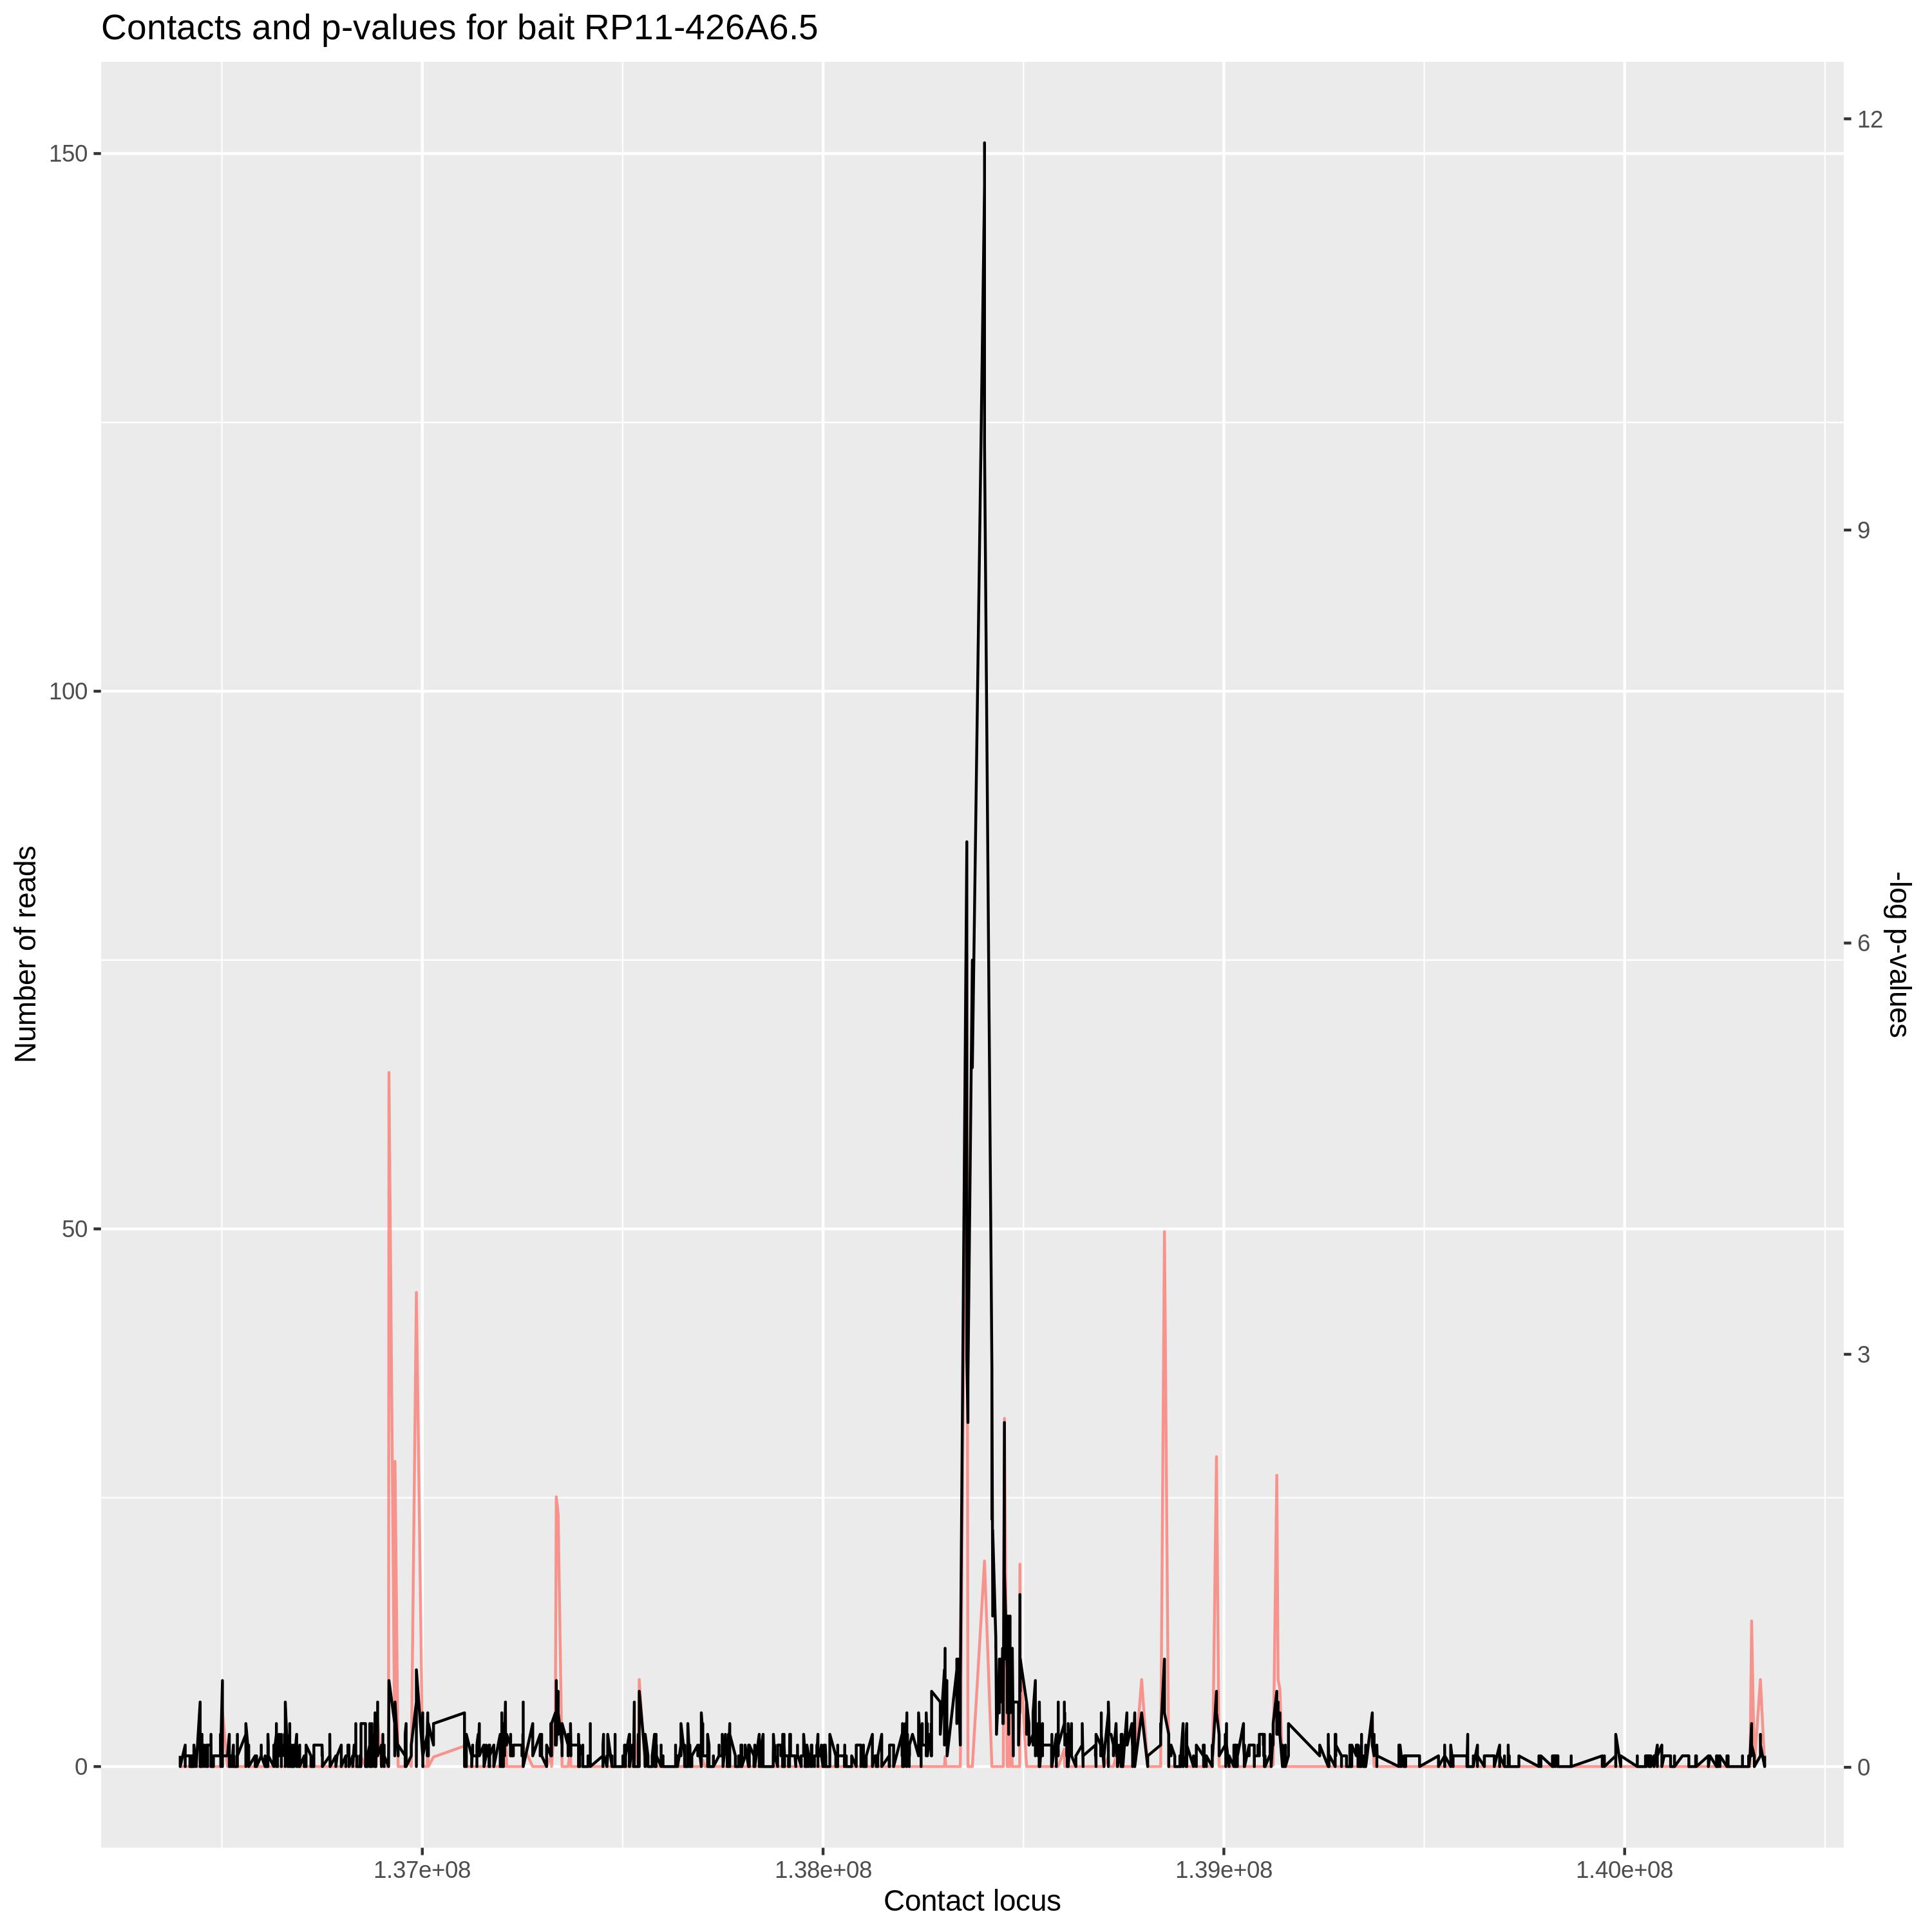 Contacts and p-values for bait RP11-426A6.5
150
100
50
0
12
9
6
3
0
Number of reads
-log p-values
1.37e+08
1.38e+08
1.39e+08
1.40e+08
Contact locus